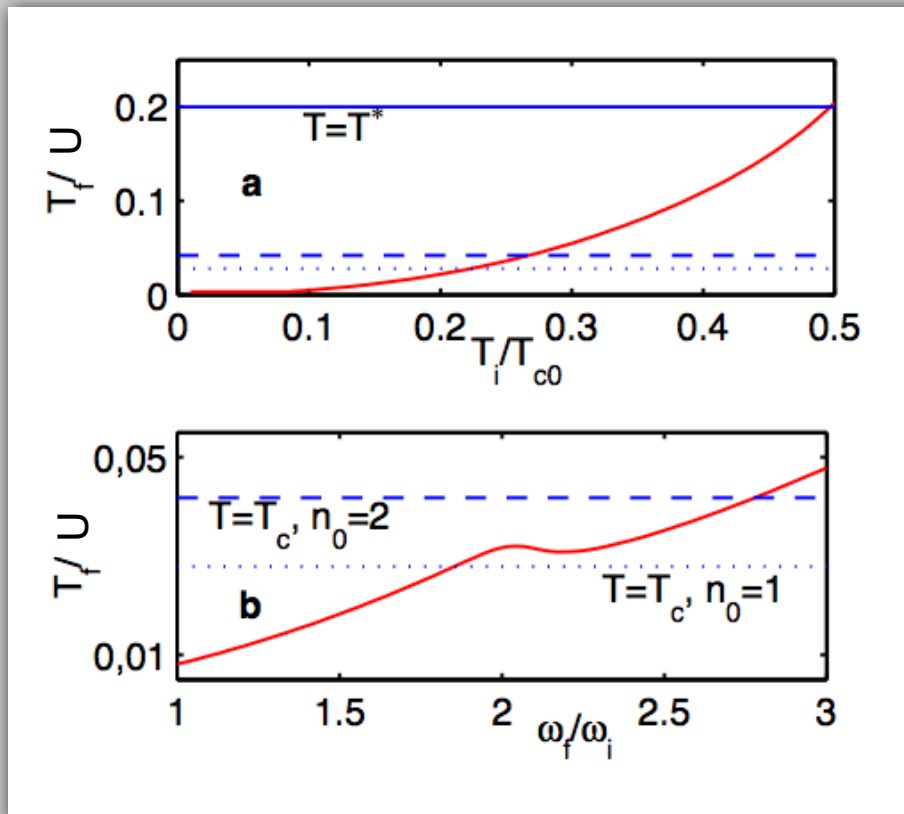 0.2
T=T*
T_f/ U
a
0.1
0
0 0.1 0.2 0.3 0.4 0.5
T_i/T_c0
0,05
T=T_c, n_0=2
T_f/ U
b
T=T_c, n_0=1
0,01
1 1.5 2 2.5 3
ω_f/ω_i